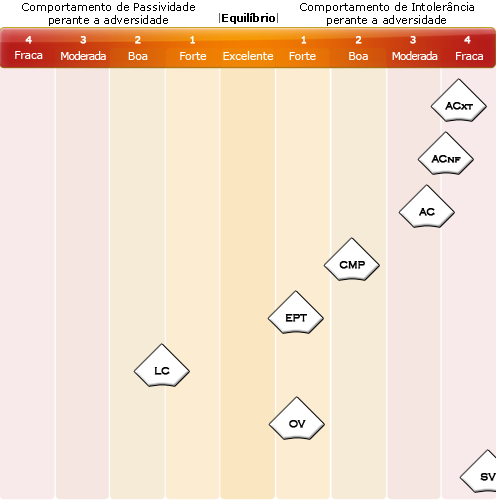 Comportamento de Passividade
perante a adversidade
|Equilíbrio|
Comportamento de Intolerância
perante a adversidade
4 3 2 1 1 2 3 4
Fraca Moderada Boa Forte Excelente Forte Boa Moderada Fraca
ACXT
ACNF
AC
CMP
EPT
LC
OV
SV